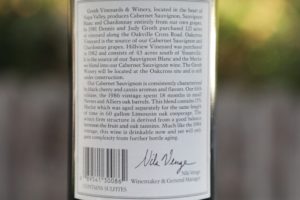 Groth Vineyards & Winery, located in the heart of
Napa Valley, produces Cabernet Sauvignon, Sauvignon
Blanc and Chardonnay entirely from our own grapes.
In 1981 Dennis and Judy Groth purchased 121 acres
of vineyard along the Oakville Cross Road. Oakcross
Vineyard is the source of our Cabernet Sauvignon and
Chardonnay grapes. Hillview Vineyard was purchased
in 1982 and consists of 43 acres south of Yountville.
It is the source of our Sauvignon Blanc and the Merlot
we blend into our Cabernet Sauvignon wine. The Groth
Winery will be located at the Oakcross site and is still
under construction.
Our Cabernet Sauvignon is consistently characterized
by black cherry and cassis aromas and flavors. Our fifth
vintage, the 1986 vintage spent 18 months in small
Nevers and Alliers oak barrels. This blend contains
Merlot which was aged separately for the same length
of time in 60 gallon Limousin oak cooperage. The
wine's firm structure is derived from a good balance
between the fruit and oak tannins. Much like the 1985
vintage, this wine is drinkable now and yet will
gain complexity from further bottle aging.
Nils Venge
Nils Venge
Winemaker & General Manager
CONTAINS SULFITES